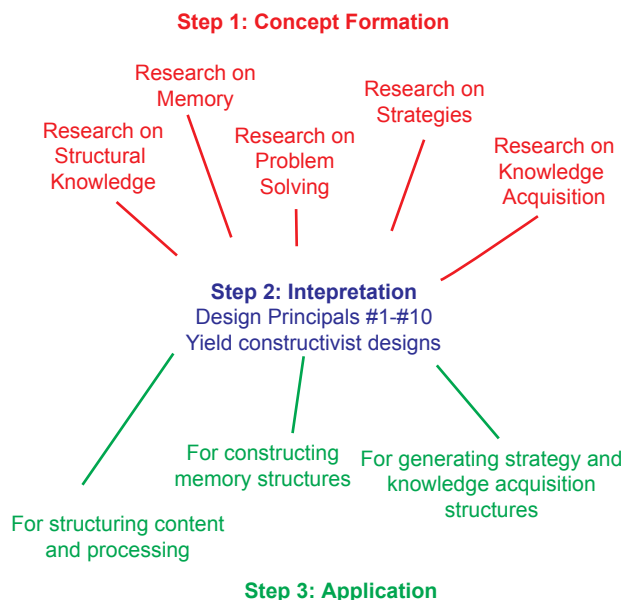 Step 1: Concept Formation
Research on
Memory
Research on
Strategies
Research on
Structural
Knowledge
Research on
Problem
Solving
Research on
Knowledge
Acquisition
Step 2: Intepretation
Design Principals #1-#10
Yield constructivist designs
For constructing
memory structures
For generating strategy and
knowledge acquisition
structures
For structuring content
and processing
Step 3: Application